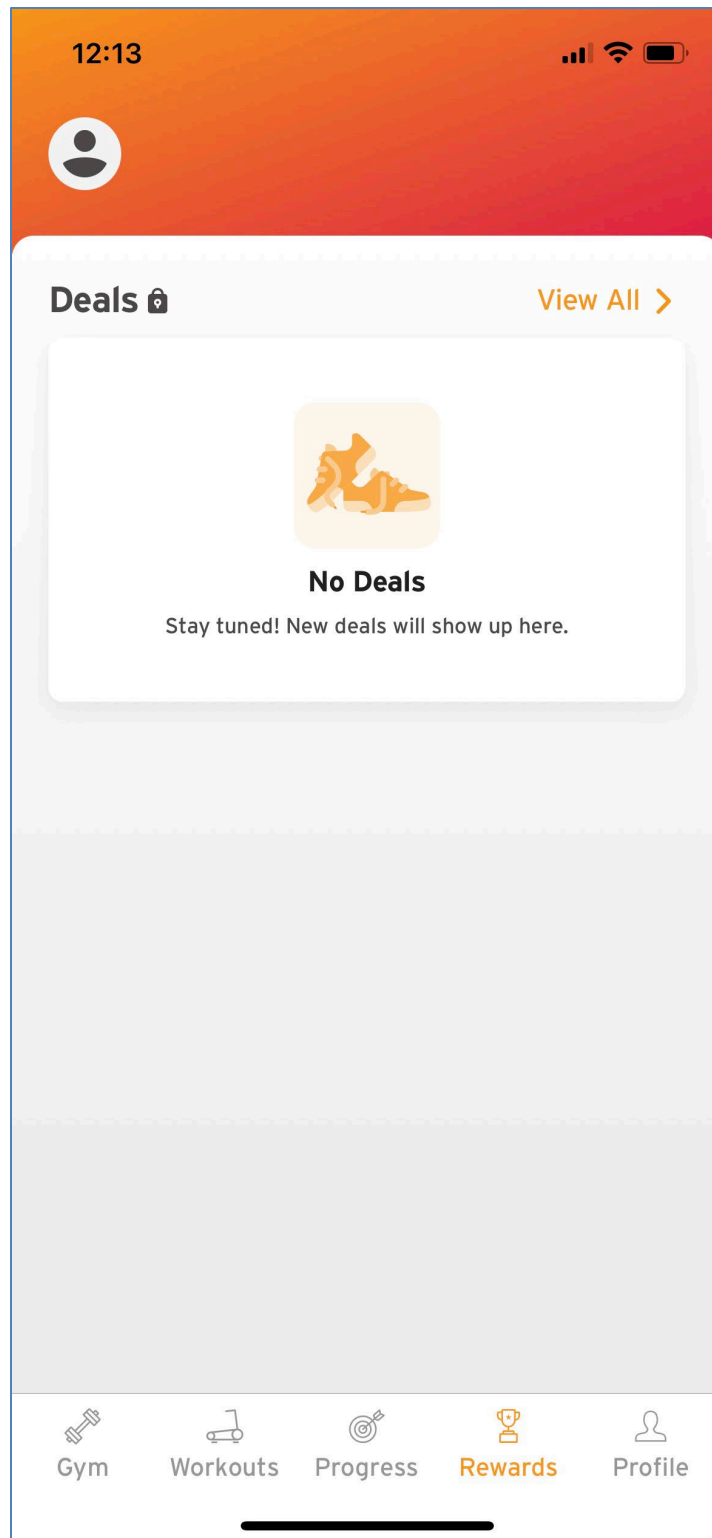 12:13
Deals
View All
No Deals
Stay tuned! New deals will show up here.
Gym
Workouts
Progress
Rewards
Profile